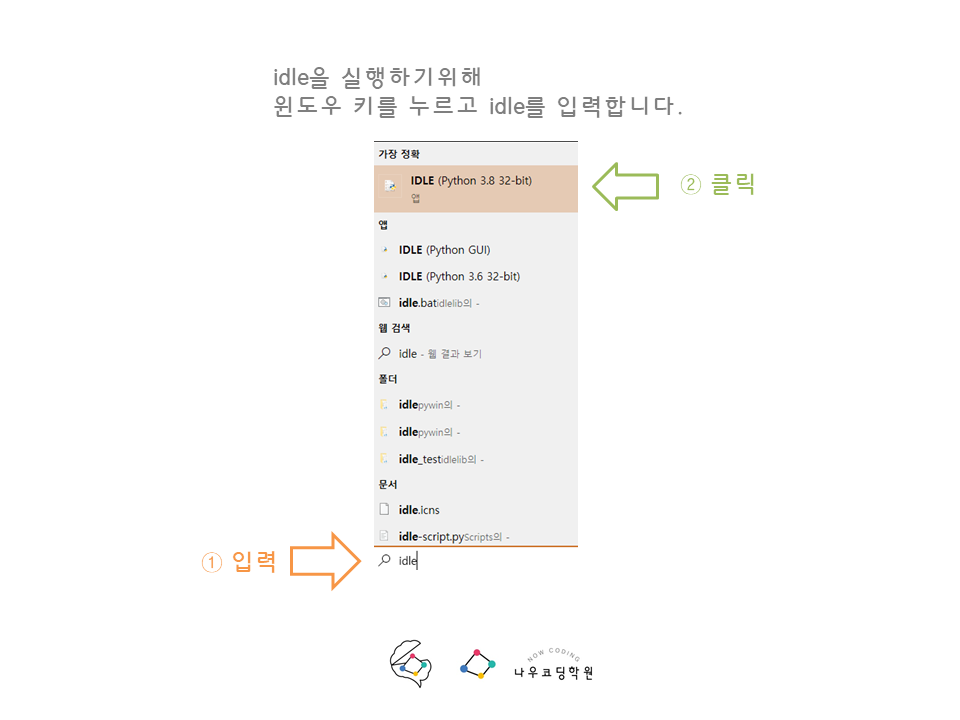 idle을 실행하기위해
윈도우 키를 누르고 idle를 입력합니다.
가장 정확
IDLE (Python 3.8 32-bit)
앱
② 클릭
앱
IDLE (Python GUI)
IDLE (Python 3.6 32-bit)
idle.batidlelib의 -
웹 검색
idle - 웹 결과 보기
폴더
idlepywin의 -
idlepywin의 -
idle_testidlelib의 -
문서
idle.icns
idle-script.pyScripts의 -
① 입력
idle
NOW CODING
나우코딩학원